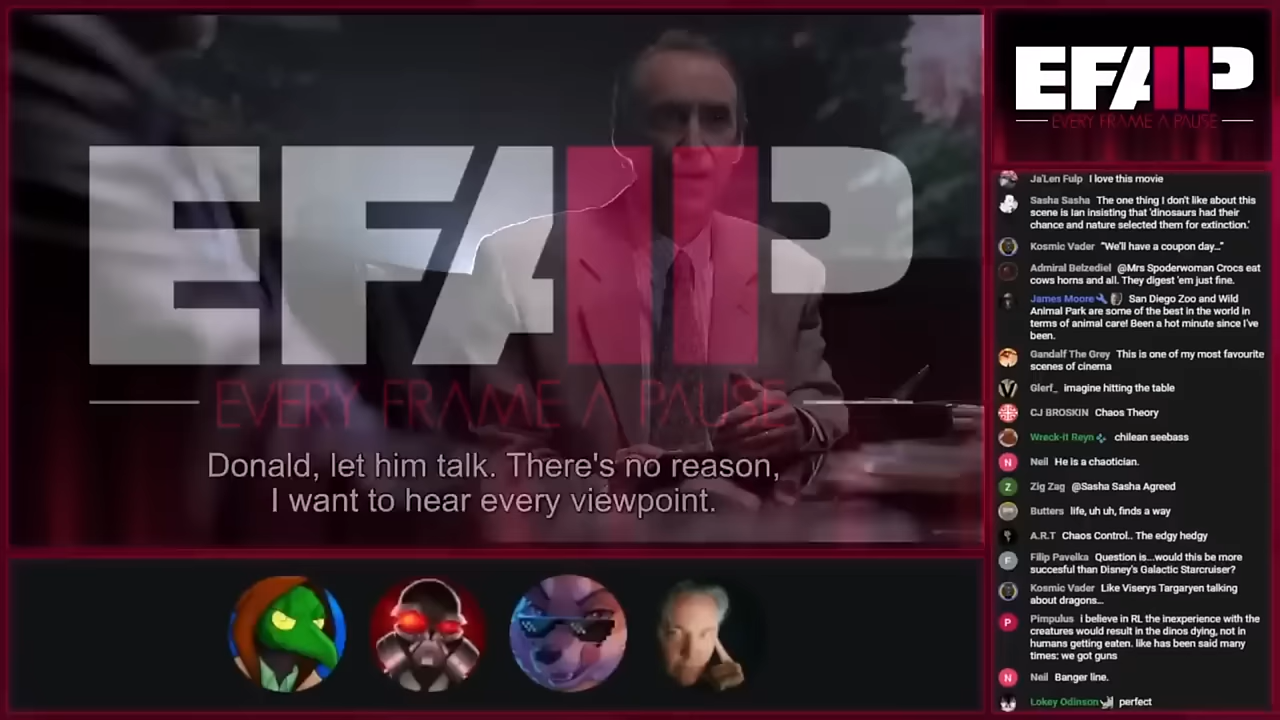 EFAP
EVERY FRAME A PAUSE
Donald, let him talk. There's no reason,
I want to hear every viewpoint.
EFAP
EVERY FRAME A PAUSE
Ja'Len Fulp I love this movie
Sasha Sasha The one thing I don't like about this
scene is Ian insisting that 'dinosaurs had their
chance and nature selected them for extinction.'
Kosmic Vader “We'll have a coupon day...”
Admiral Belzediel @Mrs Spoderwoman Crocs eat
cows horns and all. They digest 'em just fine.
James Moore San Diego Zoo and Wild
Animal Park are some of the best in the world in
terms of animal care! Been a hot minute since I've
been.
Gandalf The Grey This is one of my most favourite
scenes of cinema
Glerf_ imagine hitting the table
CJ BROSKIN Chaos Theory
Wreck-It Reyn chilean seebass
N Neil He is a chaotician.
Z Zig Zag @Sasha Sasha Agreed
Butters life, uh uh, finds a way
A.R.T Chaos Control.. The edgy hedgy
F Filip Pavelka Question is...would this be more
succesful than Disney's Galactic Starcruiser?
Kosmic Vader Like Viserys Targaryen talking
about dragons...
P Pimpulus i believe in RL the inexperience with the
creatures would result in the dinos dying, not in
humans getting eaten. like has been said many
times: we got guns
N Neil Banger line.
Lokey Odinson perfect